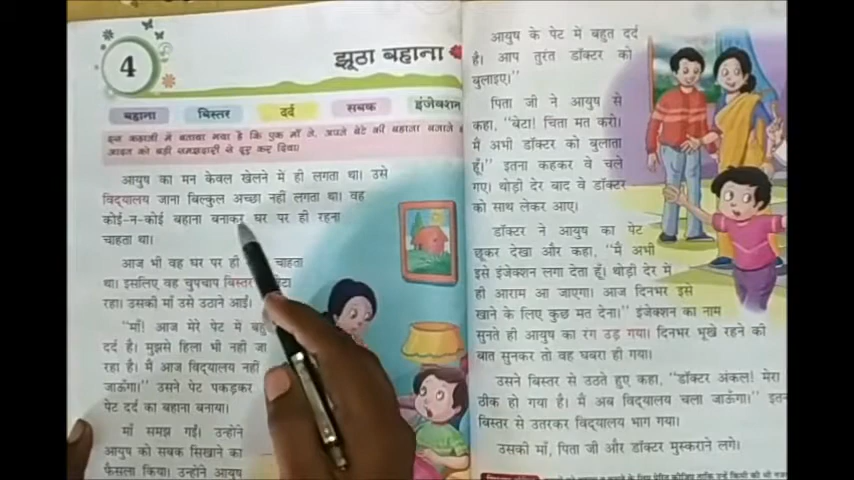 4
झूठा बहाना
बहाना
बिस्तर
दर्द
सबक
इंजेक्शन
इस कहानी में बताया गया है कि एक माँ ने, अपने बेटे की बहाना बनाने
आदत को बड़ी समझदारी से दूर कर दिया।
आयुष का मन केवल खेलने में ही लगता था। उसे
विद्यालय जाना बिल्कुल अच्छा नहीं लगता था। वह
कोई-न-कोई बहाना बनाकर घर पर ही रहना
चाहता था।
आज भी वह घर पर ही चाहता
था। इसलिए वह चुपचाप बिस्तर
रहा। उसकी माँ उसे उठाने आईं।
"माँ! आज मेरे पेट में
दर्द है। मुझसे हिला भी नहीं जा
रहा है। मैं आज विद्यालय नहीं
जाऊँगा।" उसने पेट पकड़कर
पेट दर्द का बहाना बनाया।
माँ समझ गईं। उन्होंने
आयुष को सबक सिखाने का
फ़ैसला किया। उन्होंने आयुष
आयुष के पेट में बहुत दर्द
है। आप तुरंत डॉक्टर को
बुलाइए।"
पिता जी ने आयुष से
कहा, "बेटा! चिंता मत करो।
मैं अभी डॉक्टर को बुलाता
हूँ।" इतना कहकर वे चले
गए। थोड़ी देर बाद वे डॉक्टर
को साथ लेकर आए।
डॉक्टर ने आयुष का पेट
छूकर देखा और कहा, "मैं अभी
इसे इंजेक्शन लगा देता हूँ। थोड़ी देर में
ही आराम आ जाएगा। आज दिनभर इसे
खाने के लिए कुछ मत देना।" इंजेक्शन का नाम
सुनते ही आयुष का रंग उड़ गया। दिनभर भूखे रहने की
बात सुनकर तो वह घबरा ही गया।
उसने बिस्तर से उठते हुए कहा, "डॉक्टर अंकल! मेरा
ठीक हो गया है। मैं अब विद्यालय चला जाऊँगा।"
बिस्तर से उतरकर विद्यालय भाग गया।
उसकी माँ, पिता जी और डॉक्टर मुस्कराने लगे।